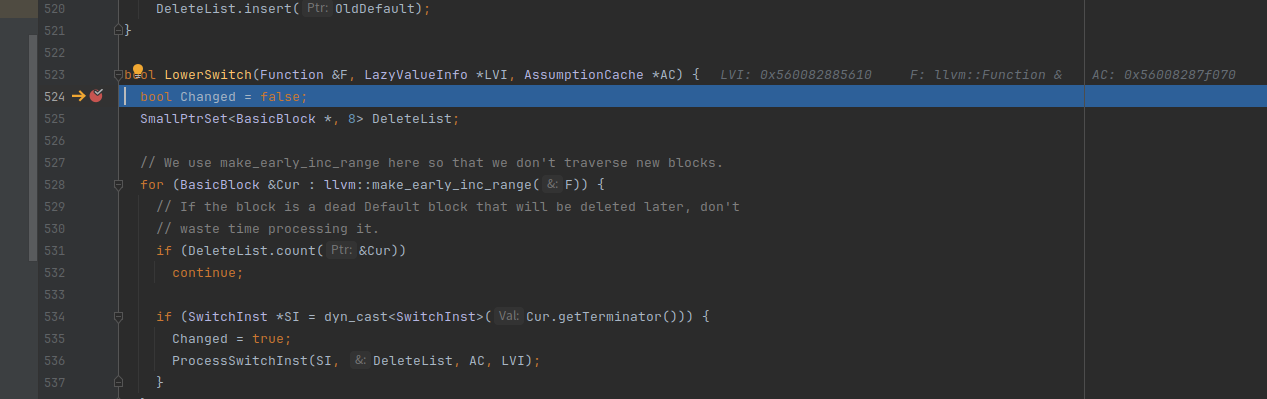 520 DeleteList.insert( Ptr: OldDefault);
521 }
522
523 bool LowerSwitch(Function &F, LazyValueInfo *LVI, AssumptionCache *AC) { LVI: 0x560082885610 F: llvm::Function & AC: 0x56008287f070
524 bool Changed = false;
525 SmallPtrSet<BasicBlock *, 8> DeleteList;
526
527 // We use make_early_inc_range here so that we don't traverse new blocks.
528 for (BasicBlock &Cur : llvm::make_early_inc_range( &: F)) {
529 // If the block is a dead Default block that will be deleted later, don't
530 // waste time processing it.
531 if (DeleteList.count( Ptr: &Cur))
532 continue;
533
534 if (SwitchInst *SI = dyn_cast<SwitchInst>( Val: Cur.getTerminator())) {
535 Changed = true;
536 ProcessSwitchInst(SI, &: DeleteList, AC, LVI);
537 }